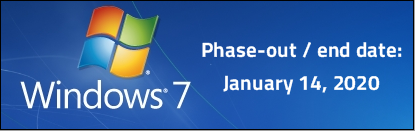 Phase-out / end date:
January 14, 2020
Windows® 7